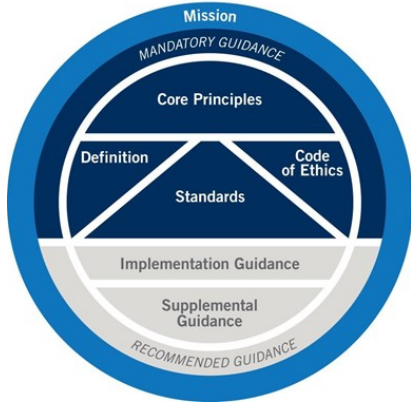 Mission
MANDATORY GUIDANCE
Core Principles
Definition
Code
of Ethics
Standards
Implementation Guidance
Supplemental
Guidance
RECOMMENDED GUIDANCE